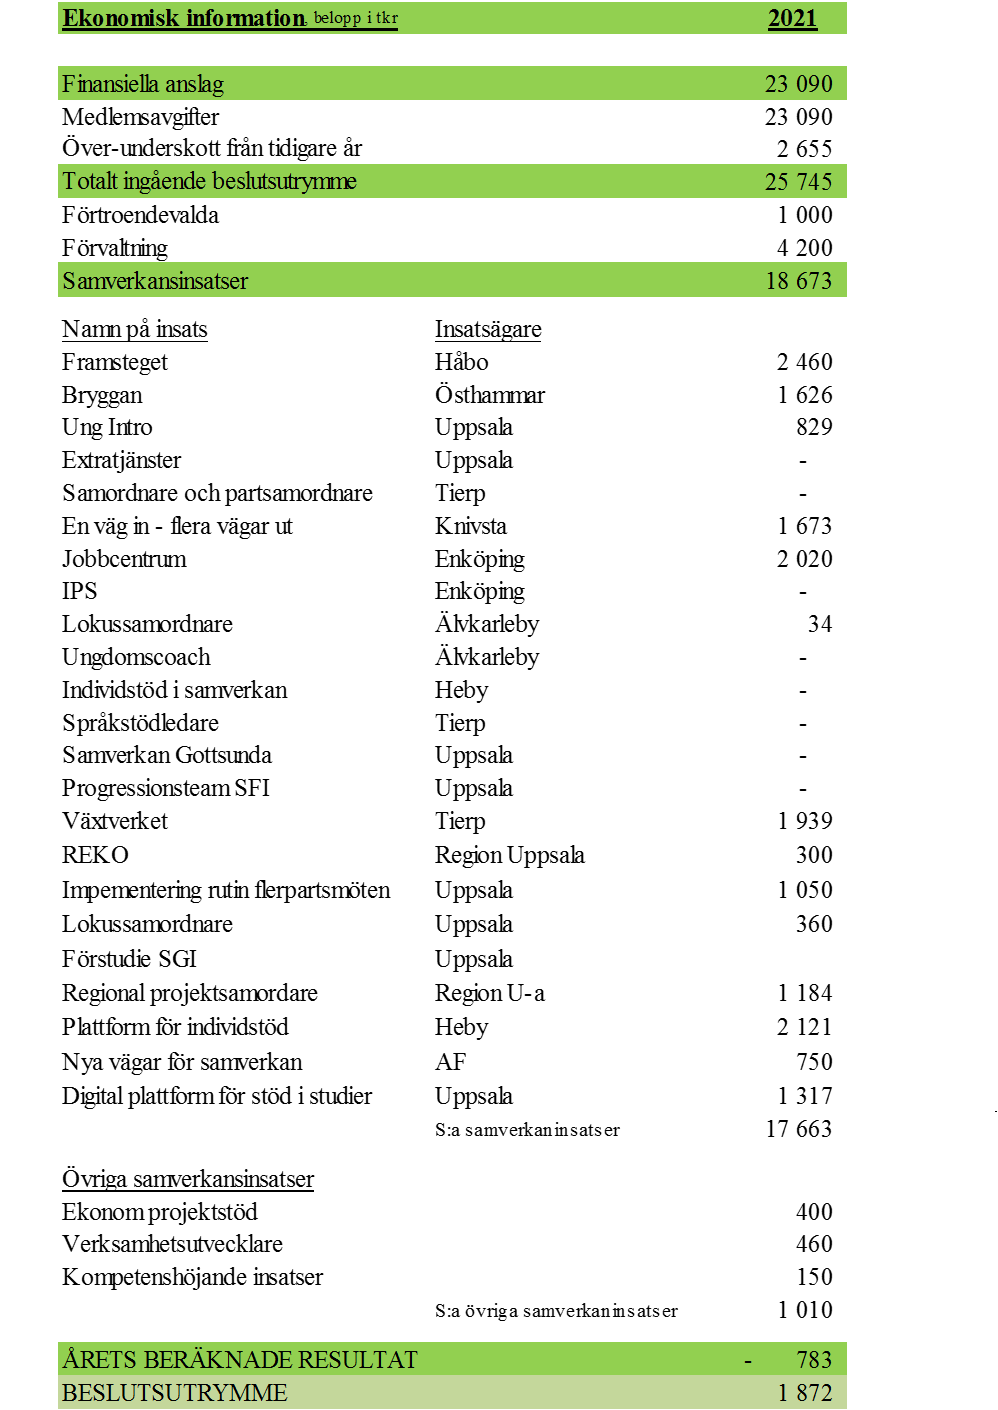 Ekonomisk information, belopp i tkr 2021
Finansiella anslag 23 090
Medlemsavgifter 23 090
Över-underskott från tidigare år 2 655
Totalt ingående beslutsutrymme 25 745
Förtroendevalda 1 000
Förvaltning 4 200
Samverkansinsatser 18 673
Namn på insats Insatsägare
Framsteget Håbo 2 460
Bryggan Östhammar 1 626
Ung Intro Uppsala 829
Extratjänster Uppsala -
Samordnare och partsamordnare Tierp -
En väg in - flera vägar ut Knivsta 1 673
Jobbcentrum Enköping 2 020
IPS Enköping -
Lokussamordnare Älvkarleby 34
Ungdomscoach Älvkarleby -
Individstöd i samverkan Heby -
Språkstödledare Tierp -
Samverkan Gottsunda Uppsala -
Progressionsteam SFI Uppsala -
Växtverket Tierp 1 939
REKO Region Uppsala 300
Impementering rutin flerpartsmöten Uppsala 1 050
Lokussamordnare Uppsala 360
Förstudie SGI Uppsala
Regional projektsamordare Region U-a 1 184
Plattform för individstöd Heby 2 121
Nya vägar för samverkan AF 750
Digital plattform för stöd i studier Uppsala 1 317
S:a samverkaninsatser 17 663
Övriga samverkansinsatser
Ekonom projektstöd 400
Verksamhetsutvecklare 460
Kompetenshöjande insatser 150
S:a övriga samverkaninsatser 1 010
ÅRETS BERÄKNADE RESULTAT - 783
BESLUTSUTRYMME 1 872